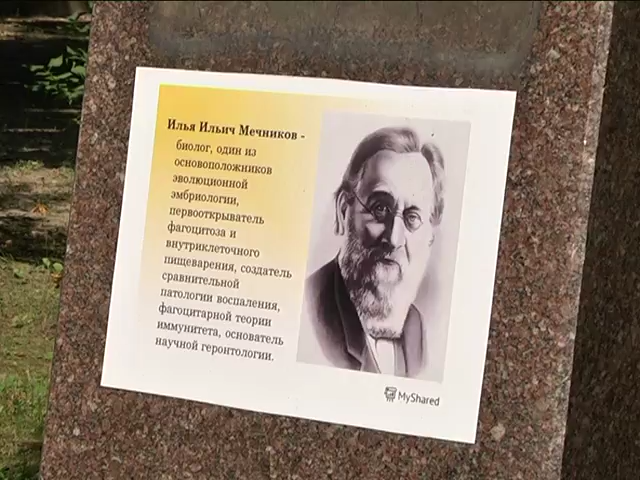 Илья Ильич Мечников -
биолог, один из
основоположников
эволюционной
эмбриологии,
первооткрыватель
фагоцитоза и
внутриклеточного
пищеварения, создатель
сравнительной
патологии воспаления,
фагоцитарной теории
иммунитета, основатель
научной геронтологии.
MyShared